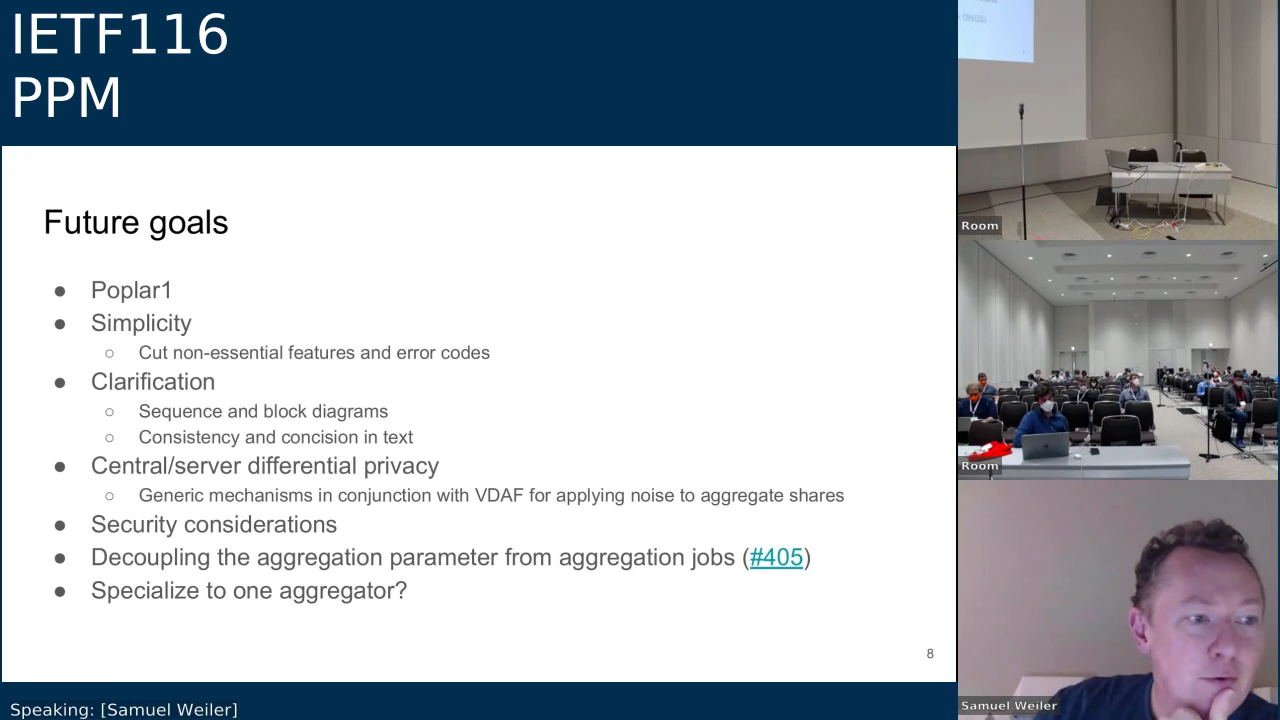 IETF116
PPM
Future goals
● Poplar1
● Simplicity
○ Cut non-essential features and error codes
● Clarification
○ Sequence and block diagrams
○ Consistency and concision in text
● Central/server differential privacy
○ Generic mechanisms in conjunction with VDAF for applying noise to aggregate shares
● Security considerations
● Decoupling the aggregation parameter from aggregation jobs (#405)
● Specialize to one aggregator?
8
Speaking: [Samuel Weiler]
Room
Room
Samuel Weiler